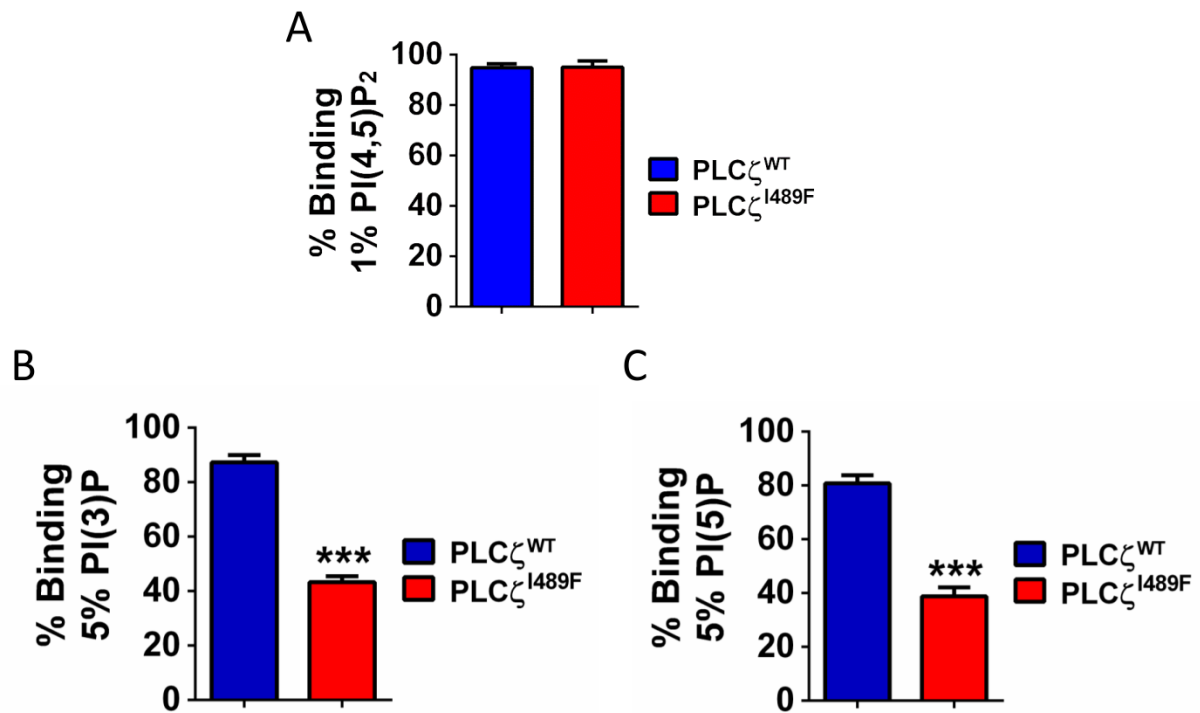 A
% Binding
1% PI(4,5)P₂
100
80
60
40
20
0
PLCζᵂᵀ
PLCζᴵ⁴⁸⁹ᶠ
B
% Binding
5% PI(3)P
100
80
60
40
20
0
***
PLCζᵂᵀ
PLCζᴵ⁴⁸⁹ᶠ
C
% Binding
5% PI(5)P
100
80
60
40
20
0
***
PLCζᵂᵀ
PLCζᴵ⁴⁸⁹ᶠ